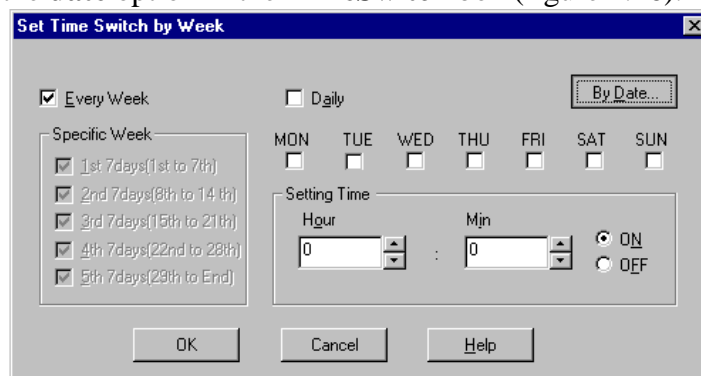 Set Time Switch by Week
Every Week
Daily
By Date...
Specific Week
MON TUE WED THU FRI SAT SUN
1st 7days(1st to 7th)
2nd 7days(8th to 14 th)
3rd 7days(15th to 21th)
4th 7days(22nd to 28th)
5th 7days(29th to End)
Setting Time
Hour
Min
0 : 0
ON
OFF
OK
Cancel
Help